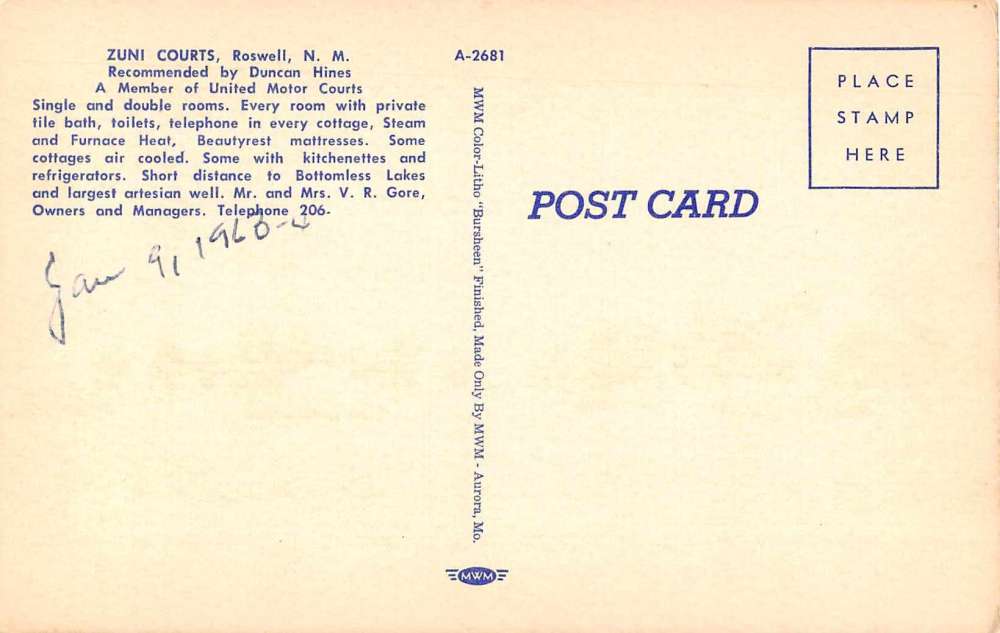 ZUNI COURTS, Roswell, N. M.
Recommended by Duncan Hines
A Member of United Motor Courts
Single and double rooms. Every room with private
tile bath, toilets, telephone in every cottage, Steam
and Furnace Heat, Beautyrest mattresses. Some
cottages air cooled. Some with kitchenettes and
refrigerators. Short distance to Bottomless Lakes
and largest artesian well. Mr. and Mrs. V. R. Gore,
Owners and Managers. Telephone 206-
Jan 9,
A-2681
MWM Color-Litho "Bursheen" Finished, Made Only By MWM - Aurora, Mo.
MWM
POST CARD
PLACE
STAMP
HERE